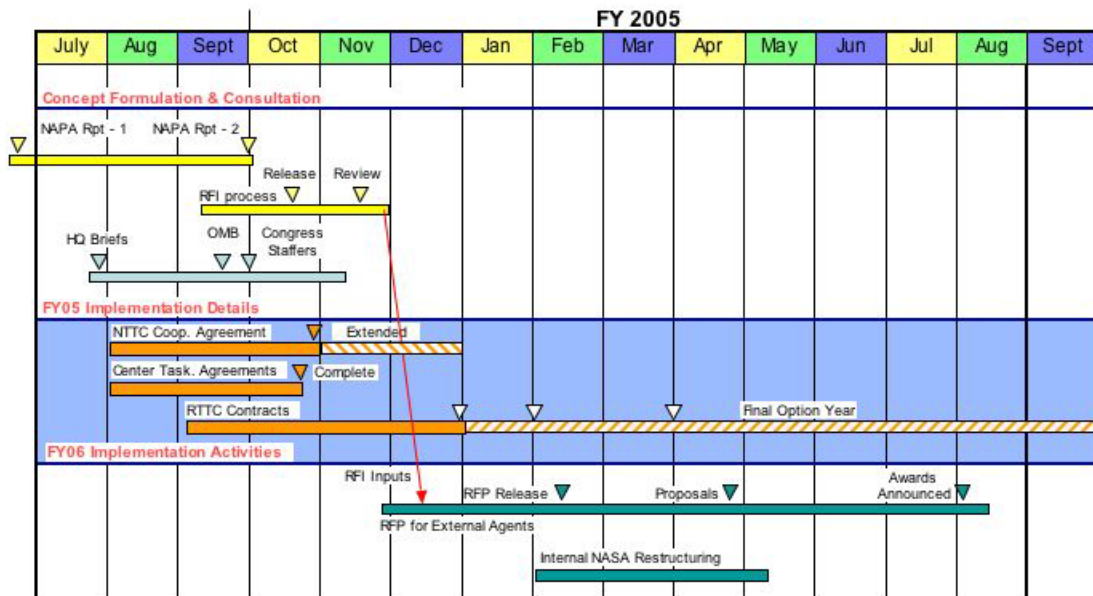 FY 2005
July Aug Sept Oct Nov Dec Jan Feb Mar Apr May Jun Jul Aug Sept
Concept Formulation & Consultation
NAPA Rpt - 1 NAPA Rpt - 2
Release Review
RFI process
HQ Briefs OMB Congress
Staffers
FY05 Implementation Details
NTTC Coop. Agreement Extended
Center Task. Agreements Complete
RTTC Contracts Final Option Year
FY06 Implementation Activities
RFI Inputs
Awards
RFP Release Proposals Announced
RFP for External Agents
Internal NASA Restructuring